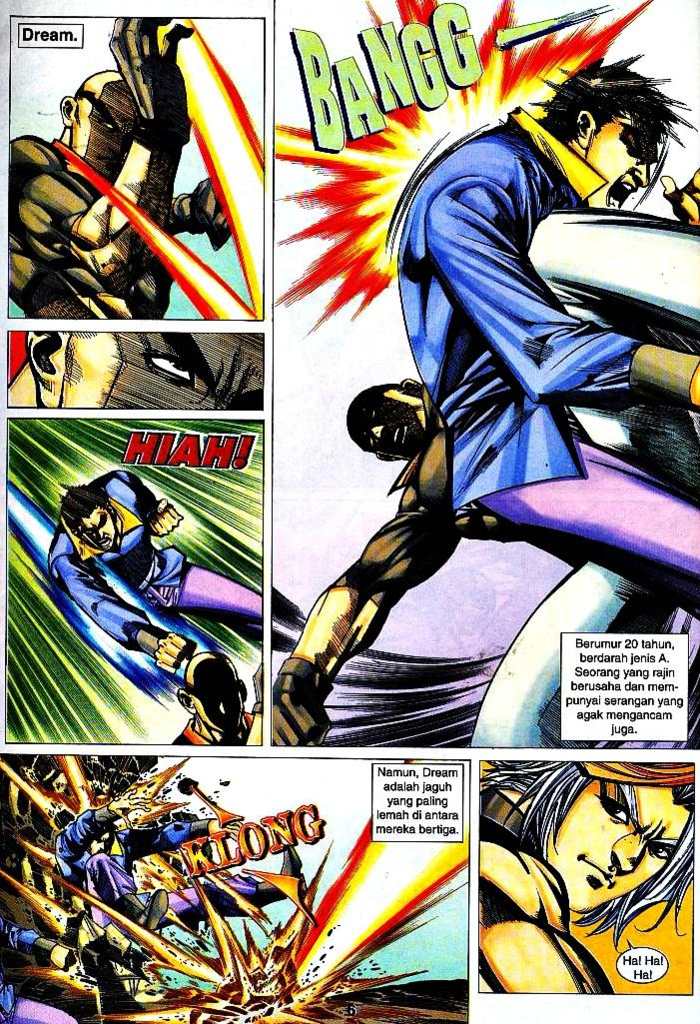 Dream.
BANGG
HIAH!
Berumur 20 tahun,
berdarah jenis A.
Seorang yang rajin
berusaha dan mem-
punyai serangan yang
agak mengancam
juga.
Namun, Dream
adalah jaguh
yang paling
lemah di antara
mereka bertiga.
KLONG
Ha! Ha!
Ha!
6